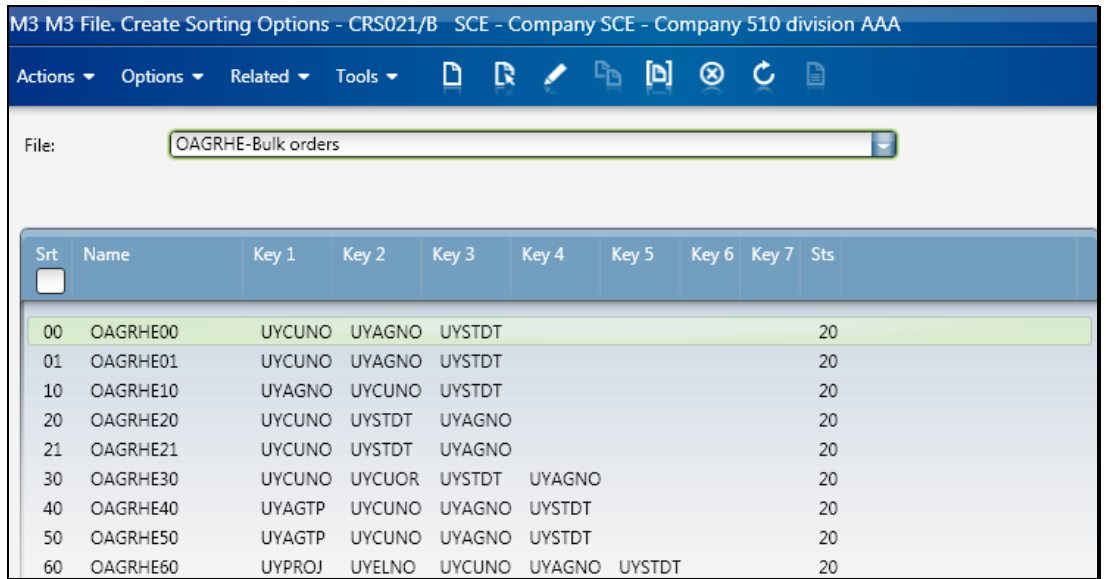 M3 M3 File. Create Sorting Options - CRS021/B SCE - Company SCE - Company 510 division AAA
Actions Options Related Tools
File: OAGRHE-Bulk orders
Srt Name Key 1 Key 2 Key 3 Key 4 Key 5 Key 6 Key 7 Sts
00 OAGRHE00 UYCUNO UYAGNO UYSTDT 20
01 OAGRHE01 UYCUNO UYAGNO UYSTDT 20
10 OAGRHE10 UYAGNO UYCUNO UYSTDT 20
20 OAGRHE20 UYCUNO UYSTDT UYAGNO 20
21 OAGRHE21 UYCUNO UYSTDT UYAGNO 20
30 OAGRHE30 UYCUNO UYCUOR UYSTDT UYAGNO 20
40 OAGRHE40 UYAGTP UYCUNO UYAGNO UYSTDT 20
50 OAGRHE50 UYAGTP UYCUNO UYAGNO UYSTDT 20
60 OAGRHE60 UYPROJ UYELNO UYCUNO UYAGNO UYSTDT 20